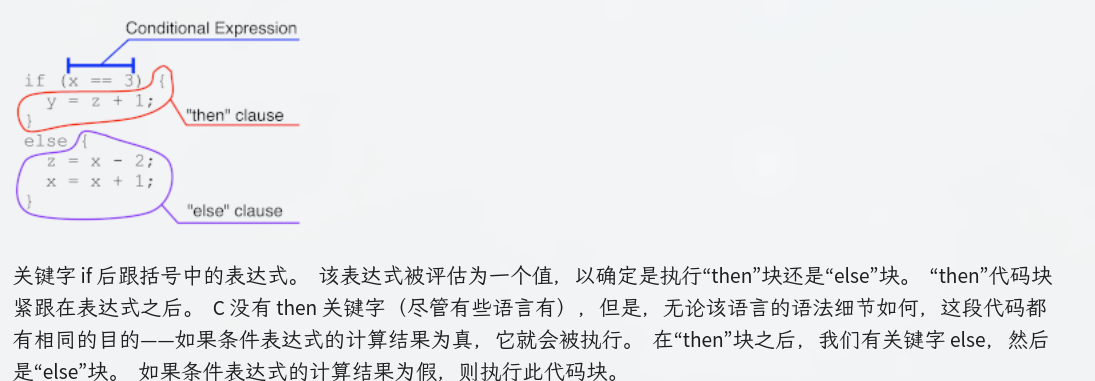 Conditional Expression
if (x == 3) {
y = z + 1;
"then" clause
}
else {
z = x - 2;
x = x + 1;
}
"else" clause
关键字 if 后跟括号中的表达式。 该表达式被评估为一个值，以确定是执行“then”块还是“else”块。 “then”代码块
紧跟在表达式之后。 C 没有 then 关键字（尽管有些语言有），但是，无论该语言的语法细节如何，这段代码都
有相同的目的——如果条件表达式的计算结果为真，它就会被执行。 在“then”块之后，我们有关键字 else，然后
是“else”块。 如果条件表达式的计算结果为假，则执行此代码块。